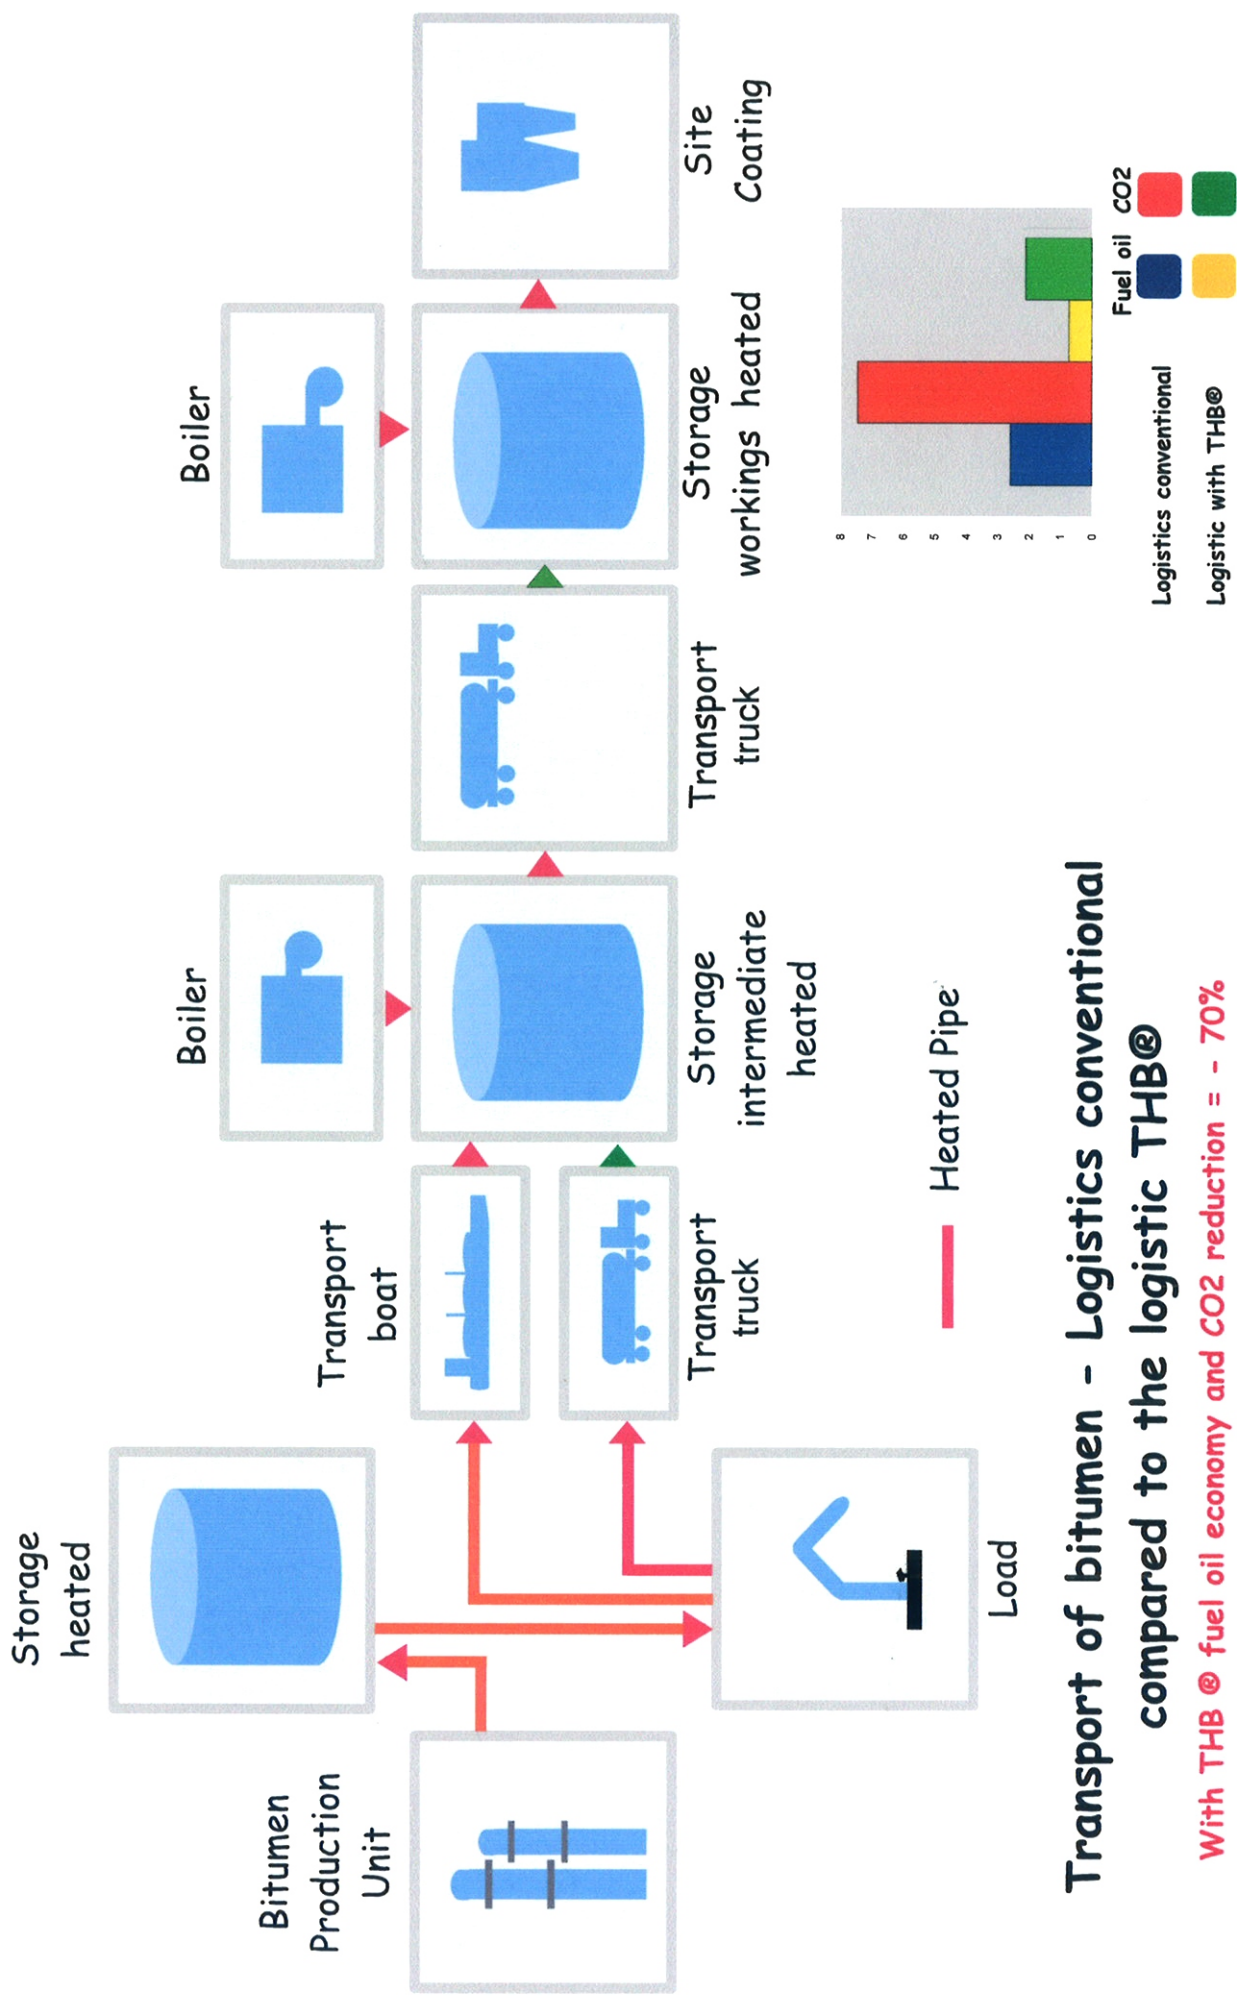 Storage
heated
Boiler
Boiler
Transport
boat
Bitumen
Production
Unit
Transport
truck
Storage
intermediate
heated
Transport
truck
Storage
workings heated
Site
Coating
Load
Heated Pipe
8
7
6
5
4
3
2
1
0
Fuel oil CO2
Logistics conventional
Logistic with THB®
Transport of bitumen - Logistics conventional
compared to the logistic THB®
With THB ® fuel oil economy and CO2 reduction = - 70%